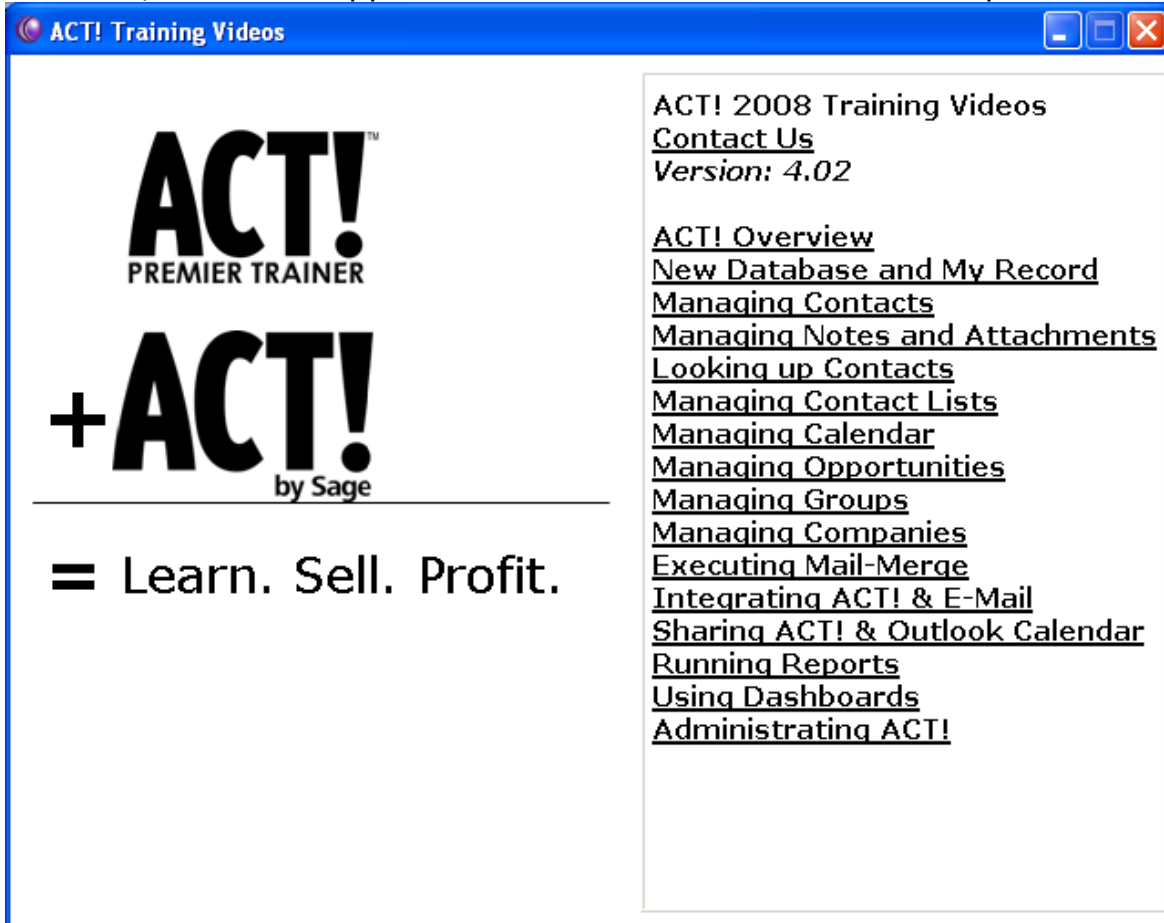 ACT! Training Videos
ACT!™
PREMIER TRAINER
+ACT!
by Sage
= Learn. Sell. Profit.
ACT! 2008 Training Videos
Contact Us
Version: 4.02
ACT! Overview
New Database and My Record
Managing Contacts
Managing Notes and Attachments
Looking up Contacts
Managing Contact Lists
Managing Calendar
Managing Opportunities
Managing Groups
Managing Companies
Executing Mail-Merge
Integrating ACT! & E-Mail
Sharing ACT! & Outlook Calendar
Running Reports
Using Dashboards
Administrating ACT!